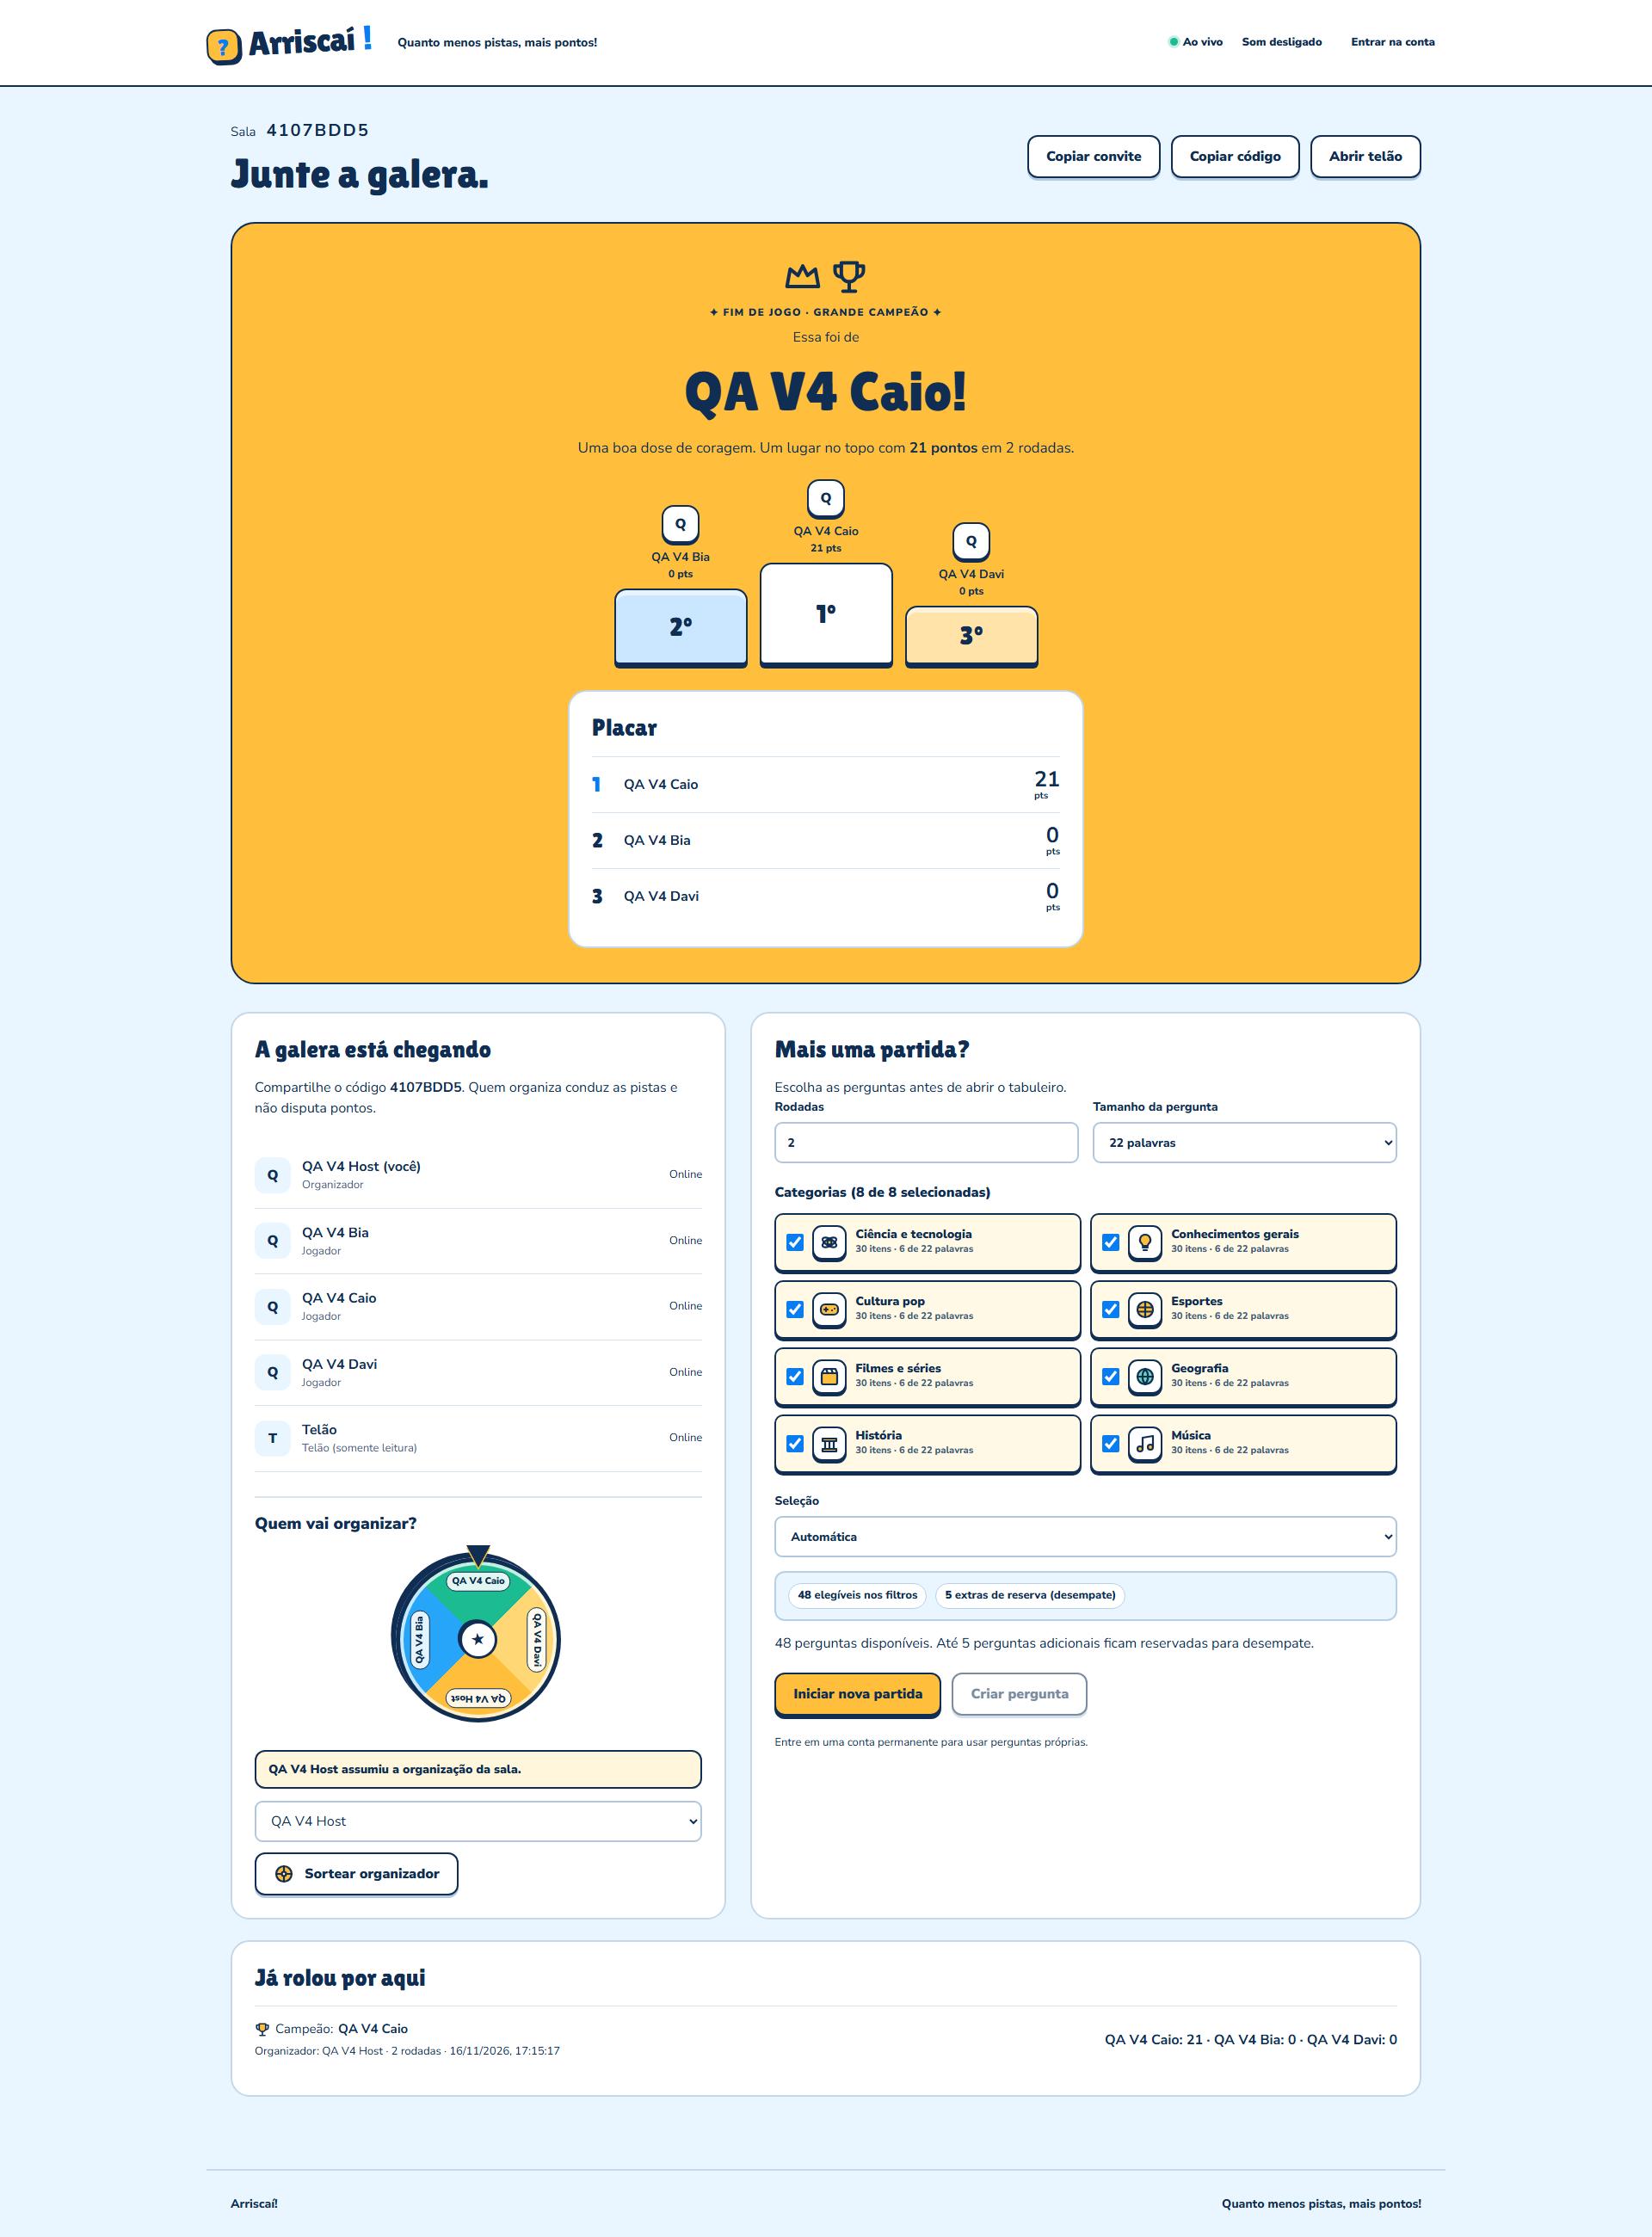 ? Arriscaí !
Quanto menos pistas, mais pontos!
Ao vivo
Som desligado
Entrar na conta
Sala 4107BDD5
Junte a galera.
Copiar convite
Copiar código
Abrir telão
✦ FIM DE JOGO · GRANDE CAMPEÃO ✦
Essa foi de
QA V4 Caio!
Uma boa dose de coragem. Um lugar no topo com 21 pontos em 2 rodadas.
Q
QA V4 Bia
0 pts
2º
Q
QA V4 Caio
21 pts
1º
Q
QA V4 Davi
0 pts
3º
Placar
1 QA V4 Caio 21 pts
2 QA V4 Bia 0 pts
3 QA V4 Davi 0 pts
A galera está chegando
Compartilhe o código 4107BDD5. Quem organiza conduz as pistas e
não disputa pontos.
Q QA V4 Host (você) Online
Organizador
Q QA V4 Bia Online
Jogador
Q QA V4 Caio Online
Jogador
Q QA V4 Davi Online
Jogador
T Telão Online
Telão (somente leitura)
Quem vai organizar?
QA V4 Caio
QA V4 Davi
QA V4 Host
QA V4 Bia
★
QA V4 Host assumiu a organização da sala.
QA V4 Host
Sortear organizador
Mais uma partida?
Escolha as perguntas antes de abrir o tabuleiro.
Rodadas
2
Tamanho da pergunta
22 palavras
Categorias (8 de 8 selecionadas)
Ciência e tecnologia
30 itens · 6 de 22 palavras
Conhecimentos gerais
30 itens · 6 de 22 palavras
Cultura pop
30 itens · 6 de 22 palavras
Esportes
30 itens · 6 de 22 palavras
Filmes e séries
30 itens · 6 de 22 palavras
Geografia
30 itens · 6 de 22 palavras
História
30 itens · 6 de 22 palavras
Música
30 itens · 6 de 22 palavras
Seleção
Automática
48 elegíveis nos filtros
5 extras de reserva (desempate)
48 perguntas disponíveis. Até 5 perguntas adicionais ficam reservadas para desempate.
Iniciar nova partida
Criar pergunta
Entre em uma conta permanente para usar perguntas próprias.
Já rolou por aqui
Campeão: QA V4 Caio
Organizador: QA V4 Host · 2 rodadas · 16/11/2026, 17:15:17
QA V4 Caio: 21 · QA V4 Bia: 0 · QA V4 Davi: 0
Arriscaí!
Quanto menos pistas, mais pontos!